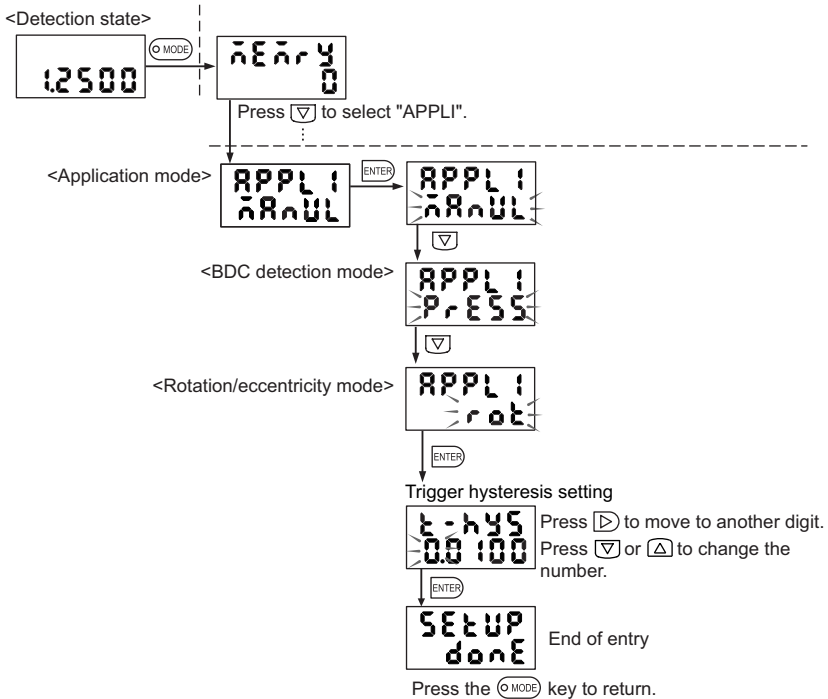 <Detection state>
1.2500
MODE
mEmrY
0
Press ▽ to select "APPLI".
<Application mode>
APPLI
mAnUL
ENTER
APPLI
mAnUL
▽
<BDC detection mode>
APPLI
PrESS
▽
<Rotation/eccentricity mode>
APPLI
rot
ENTER
Trigger hysteresis setting
t-hYS
0.0100
Press ▷ to move to another digit.
Press ▽ or △ to change the
number.
ENTER
SEtUP
donE
End of entry
Press the MODE key to return.